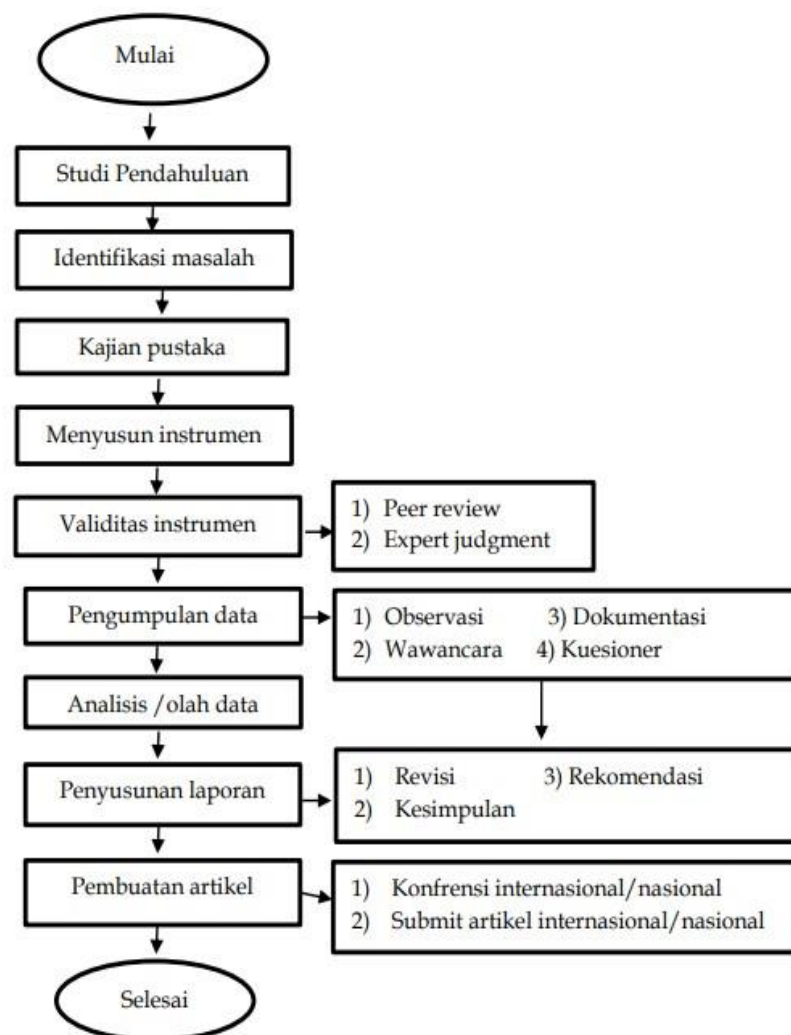 Mulai
Studi Pendahuluan
Identifikasi masalah
Kajian pustaka
Menyusun instrumen
Validitas instrumen
1) Peer review
2) Expert judgment
Pengumpulan data
1) Observasi 3) Dokumentasi
2) Wawancara 4) Kuesioner
Analisis /olah data
Penyusunan laporan
1) Revisi 3) Rekomendasi
2) Kesimpulan
Pembuatan artikel
1) Konfrensi internasional/nasional
2) Submit artikel internasional/nasional
Selesai